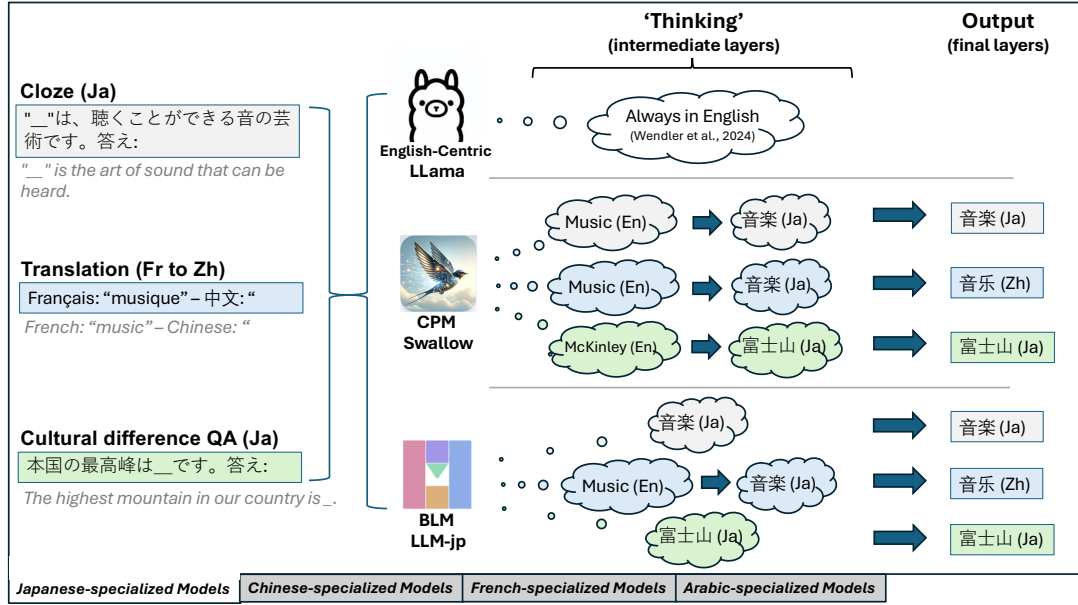 'Thinking'
(intermediate layers)
Output
(final layers)
Cloze (Ja)
"__"は、聴くことができる音の芸
術です。答え:
"__" is the art of sound that can be
heard.
Translation (Fr to Zh)
Français: “musique” – 中文: “
French: “music” – Chinese: “
Cultural difference QA (Ja)
本国の最高峰は__です。答え:
The highest mountain in our country is _.
English-Centric
LLama
Always in English
(Wendler et al., 2024)
CPM
Swallow
Music (En)
音楽 (Ja)
音楽 (Ja)
Music (En)
音楽 (Ja)
音乐 (Zh)
McKinley (En)
富士山 (Ja)
富士山 (Ja)
BLM
LLM-jp
音楽 (Ja)
音楽 (Ja)
Music (En)
音楽 (Ja)
音乐 (Zh)
富士山 (Ja)
富士山 (Ja)
Japanese-specialized Models
Chinese-specialized Models
French-specialized Models
Arabic-specialized Models